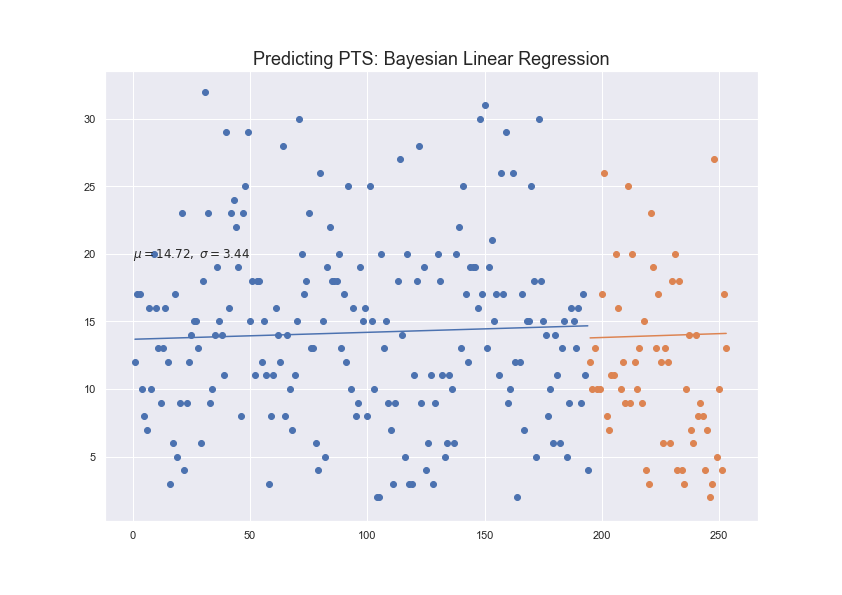 Predicting PTS: Bayesian Linear Regression
30
25
20
μ = 14.72, σ = 3.44
15
10
5
0 50 100 150 200 250